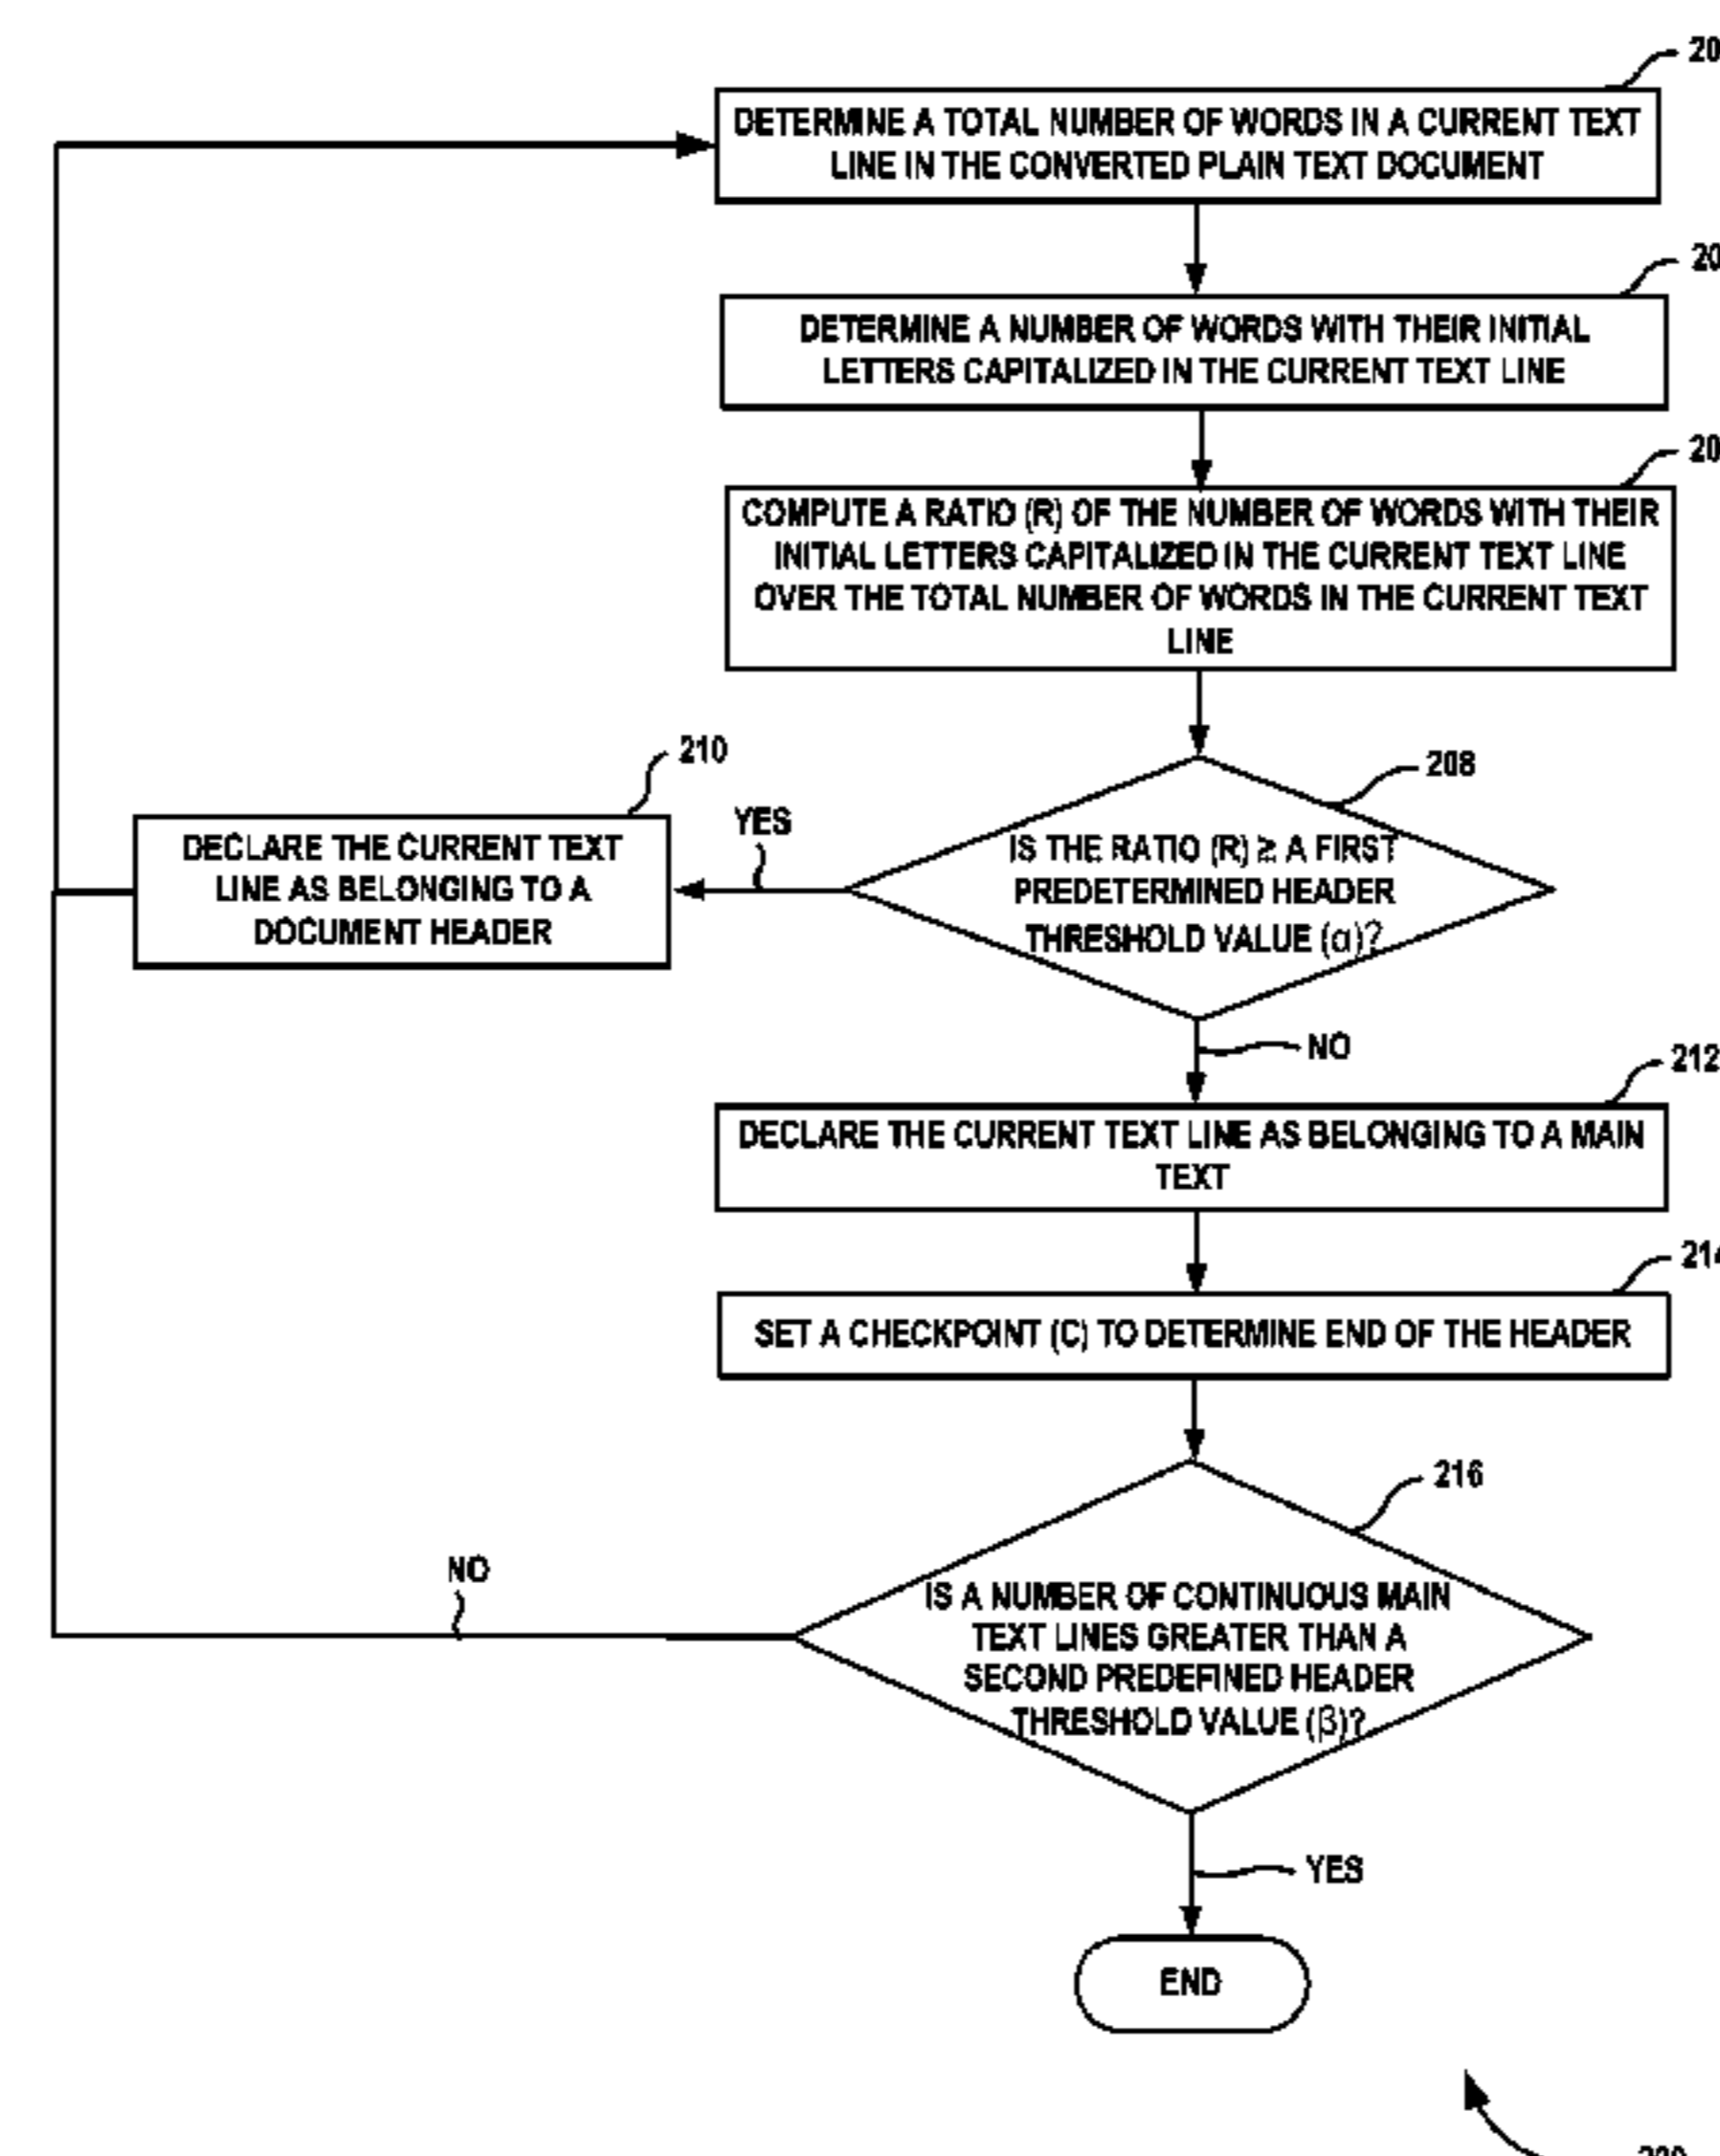 DETERMINE A TOTAL NUMBER OF WORDS IN A CURRENT TEXT
LINE IN THE CONVERTED PLAIN TEXT DOCUMENT
DETERMINE A NUMBER OF WORDS WITH THEIR INITIAL
LETTERS CAPITALIZED IN THE CURRENT TEXT LINE
COMPUTE A RATIO (R) OF THE NUMBER OF WORDS WITH THEIR
INITIAL LETTERS CAPITALIZED IN THE CURRENT TEXT LINE
OVER THE TOTAL NUMBER OF WORDS IN THE CURRENT TEXT
LINE
210
208
YES
DECLARE THE CURRENT TEXT
LINE AS BELONGING TO A
DOCUMENT HEADER
IS THE RATIO (R) ≥ A FIRST
PREDETERMINED HEADER
THRESHOLD VALUE (α)?
NO
212
DECLARE THE CURRENT TEXT LINE AS BELONGING TO A MAIN
TEXT
214
SET A CHECKPOINT (C) TO DETERMINE END OF THE HEADER
216
NO
IS A NUMBER OF CONTINUOUS MAIN
TEXT LINES GREATER THAN A
SECOND PREDEFINED HEADER
THRESHOLD VALUE (β)?
YES
END